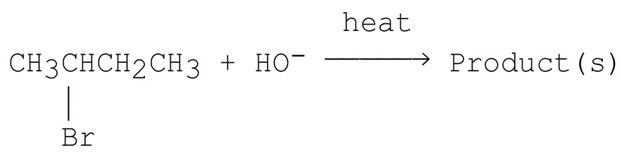 heat
CH3CHCH2CH3 + HO− ⟶ Product(s)
Br